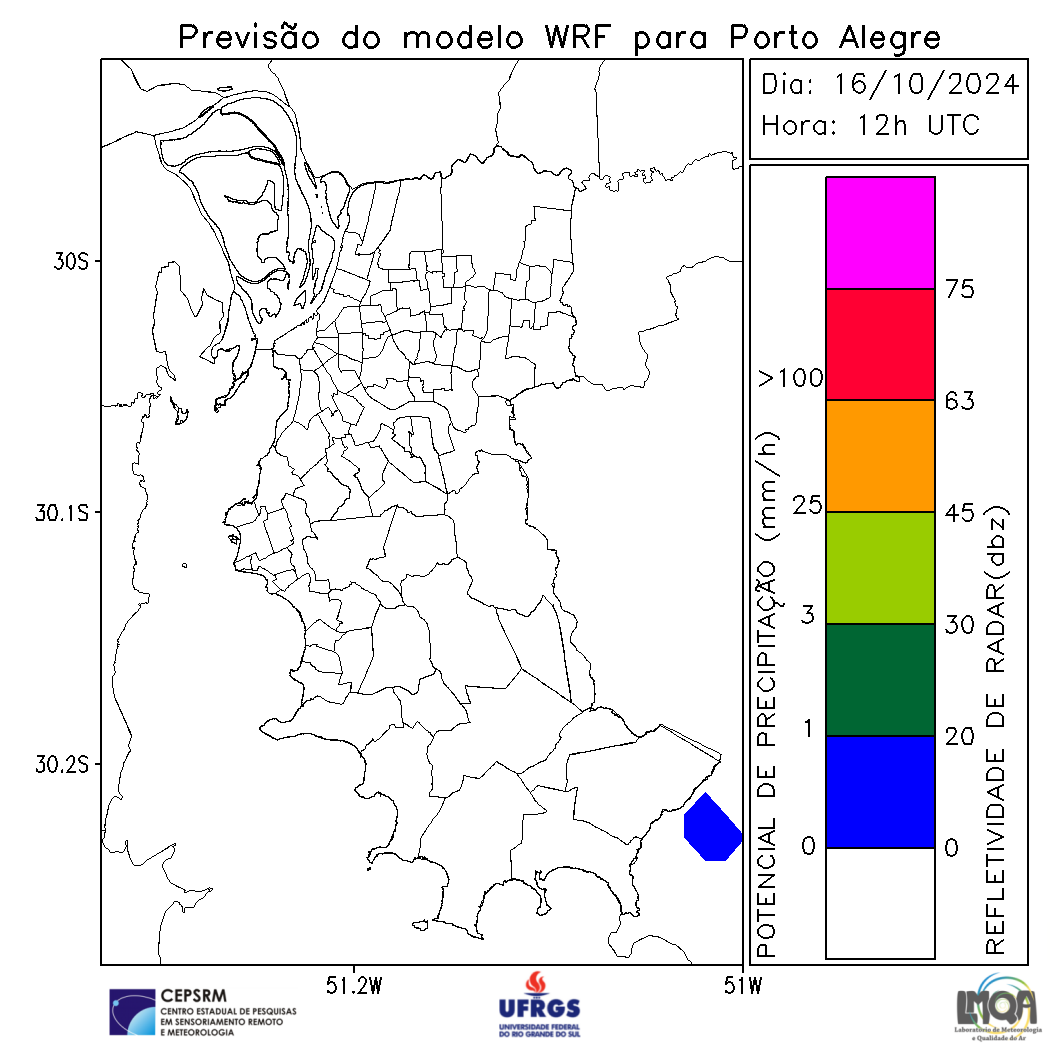 Previsão do modelo WRF para Porto Alegre
Dia: 16/10/2024
Hora: 12h UTC
30S
30.1S
30.2S
51.2W
51W
POTENCIAL DE PRECIPITAÇÃO (mm/h)
>100
25
3
1
0
75
63
45
30
20
0
REFLETIVIDADE DE RADAR(dbz)
CEPSRM
CENTRO ESTADUAL DE PESQUISAS
EM SENSORIAMENTO REMOTO
E METEOROLOGIA
UFRGS
UNIVERSIDADE FEDERAL
DO RIO GRANDE DO SUL
LMQA
Laboratório de Meteorologia
e Qualidade do Ar